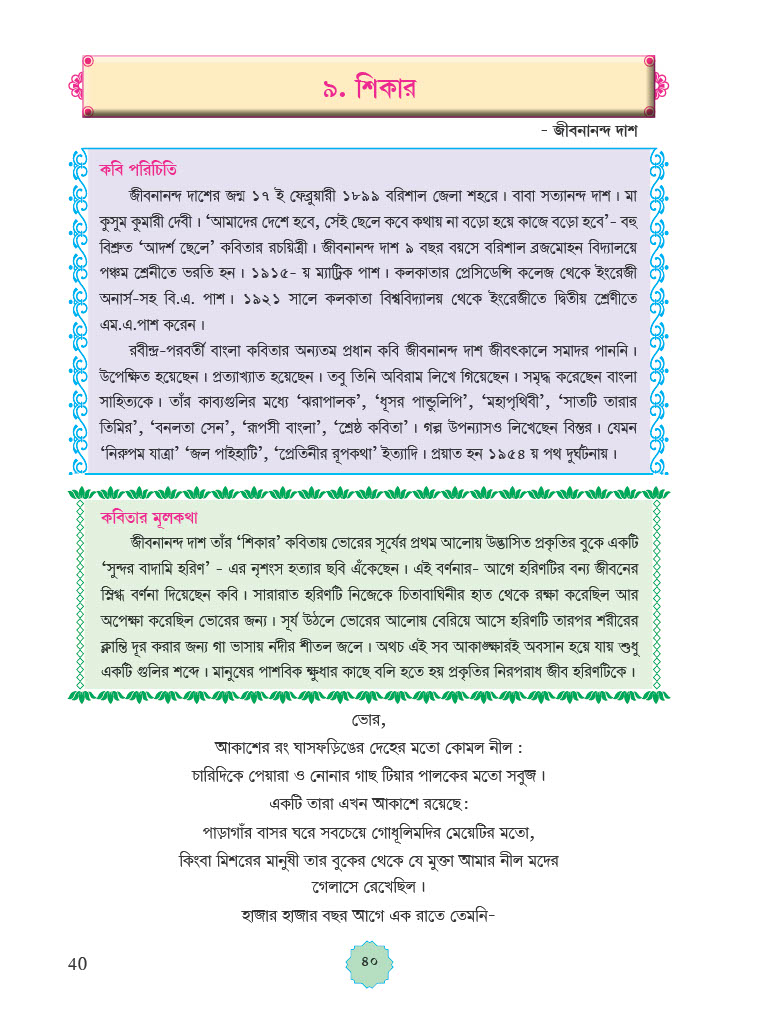 ৯. শিকার
- জীবনানন্দ দাশ
কবি পরিচিতি
জীবনানন্দ দাশের জন্ম ১৭ ই ফেব্রুয়ারী ১৮৯৯ বরিশাল জেলা শহরে। বাবা সত্যানন্দ দাশ। মা
কুসুম কুমারী দেবী। ‘আমাদের দেশে হবে, সেই ছেলে কবে কথায় না বড়ো হয়ে কাজে বড়ো হবে’- বহু
বিশ্রুত ‘আদর্শ ছেলে’ কবিতার রচয়িত্রী। জীবনানন্দ দাশ ৯ বছর বয়সে বরিশাল ব্রজমোহন বিদ্যালয়ে
পঞ্চম শ্রেনীতে ভরতি হন। ১৯১৫- য় ম্যাট্রিক পাশ। কলকাতার প্রেসিডেন্সি কলেজ থেকে ইংরেজী
অনার্স-সহ বি.এ. পাশ। ১৯২১ সালে কলকাতা বিশ্ববিদ্যালয় থেকে ইংরেজীতে দ্বিতীয় শ্রেণীতে
এম.এ.পাশ করেন।
রবীন্দ্র-পরবর্তী বাংলা কবিতার অন্যতম প্রধান কবি জীবনানন্দ দাশ জীবৎকালে সমাদর পাননি।
উপেক্ষিত হয়েছেন। প্রত্যাখ্যাত হয়েছেন। তবু তিনি অবিরাম লিখে গিয়েছেন। সমৃদ্ধ করেছেন বাংলা
সাহিত্যকে। তাঁর কাব্যগুলির মধ্যে ‘ঝরাপালক’, ‘ধূসর পান্ডুলিপি’, ‘মহাপৃথিবী’, ‘সাতটি তারার
তিমির’, ‘বনলতা সেন’, ‘রূপসী বাংলা’, ‘শ্রেষ্ঠ কবিতা’। গল্প উপন্যাসও লিখেছেন বিস্তর। যেমন
‘নিরুপম যাত্রা’ ‘জল পাইহাটি’, ‘প্রেতিনীর রূপকথা’ ইত্যাদি। প্রয়াত হন ১৯৫৪ য় পথ দুর্ঘটনায়।
কবিতার মূলকথা
জীবনানন্দ দাশ তাঁর ‘শিকার’ কবিতায় ভোরের সূর্যের প্রথম আলোয় উদ্ভাসিত প্রকৃতির বুকে একটি
‘সুন্দর বাদামি হরিণ’ - এর নৃশংস হত্যার ছবি এঁকেছেন। এই বর্ণনার- আগে হরিণটির বন্য জীবনের
স্নিগ্ধ বর্ণনা দিয়েছেন কবি। সারারাত হরিণটি নিজেকে চিতাবাঘিনীর হাত থেকে রক্ষা করেছিল আর
অপেক্ষা করেছিল ভোরের জন্য। সূর্য উঠলে ভোরের আলোয় বেরিয়ে আসে হরিণটি তারপর শরীরের
ক্লান্তি দূর করার জন্য গা ভাসায় নদীর শীতল জলে। অথচ এই সব আকাঙ্ক্ষারই অবসান হয়ে যায় শুধু
একটি গুলির শব্দে। মানুষের পাশবিক ক্ষুধার কাছে বলি হতে হয় প্রকৃতির নিরপরাধ জীব হরিণটিকে।
ভোর,
আকাশের রং ঘাসফড়িঙের দেহের মতো কোমল নীল :
চারিদিকে পেয়ারা ও নোনার গাছ টিয়ার পালকের মতো সবুজ।
একটি তারা এখন আকাশে রয়েছে:
পাড়াগাঁর বাসর ঘরে সবচেয়ে গোধূলিমদির মেয়েটির মতো,
কিংবা মিশরের মানুষী তার বুকের থেকে যে মুক্তা আমার নীল মদের
গেলাসে রেখেছিল।
হাজার হাজার বছর আগে এক রাতে তেমনি-
40
৪০